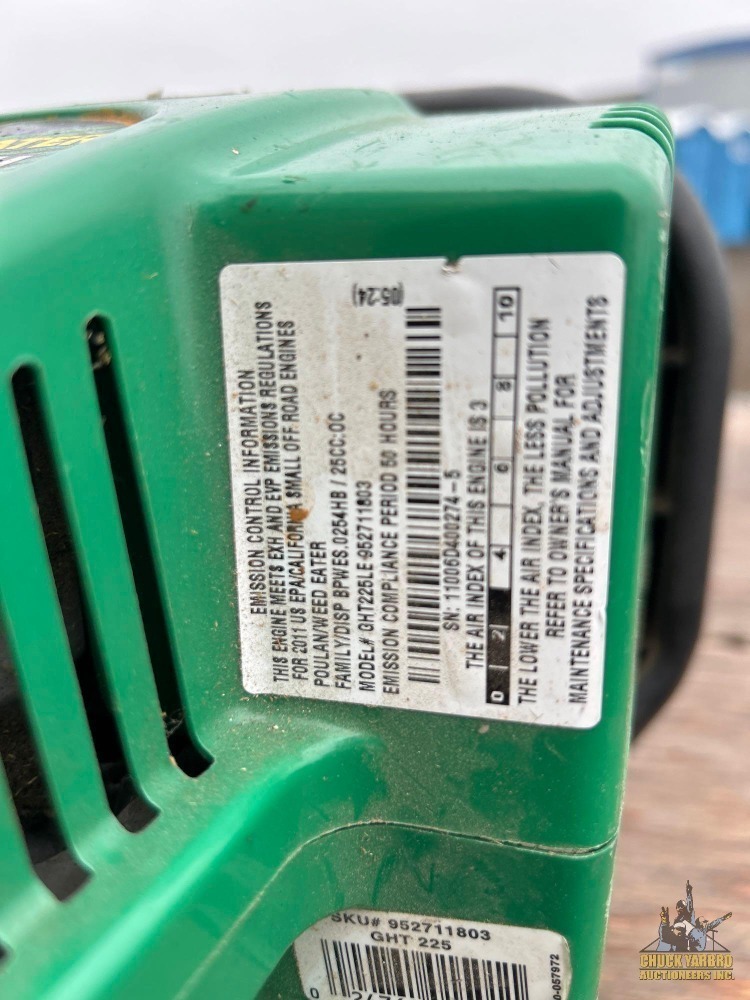 EMISSION CONTROL INFORMATION
THIS ENGINE MEETS EXH AND EVP EMISSIONS REGULATIONS
FOR 2011 US EPA/CALIFORNIA SMALL OFF ROAD ENGINES
POULAN/WEED EATER
FAMILY/DISP BPWES.0254HB / 25CC:0C
MODEL# GHT225LE-952711803
(05:24)
EMISSION COMPLIANCE PERIOD 50 HOURS
SN: 11006D400274-5
THE AIR INDEX OF THIS ENGINE IS 3
0 2 4 6 8 10
THE LOWER THE AIR INDEX, THE LESS POLLUTION
REFER TO OWNER'S MANUAL FOR
MAINTENANCE SPECIFICATIONS AND ADJUSTMENTS
SKU# 952711803
GHT 225
0
0-057972
CHUCK YARBRO
AUCTIONEERS INC.